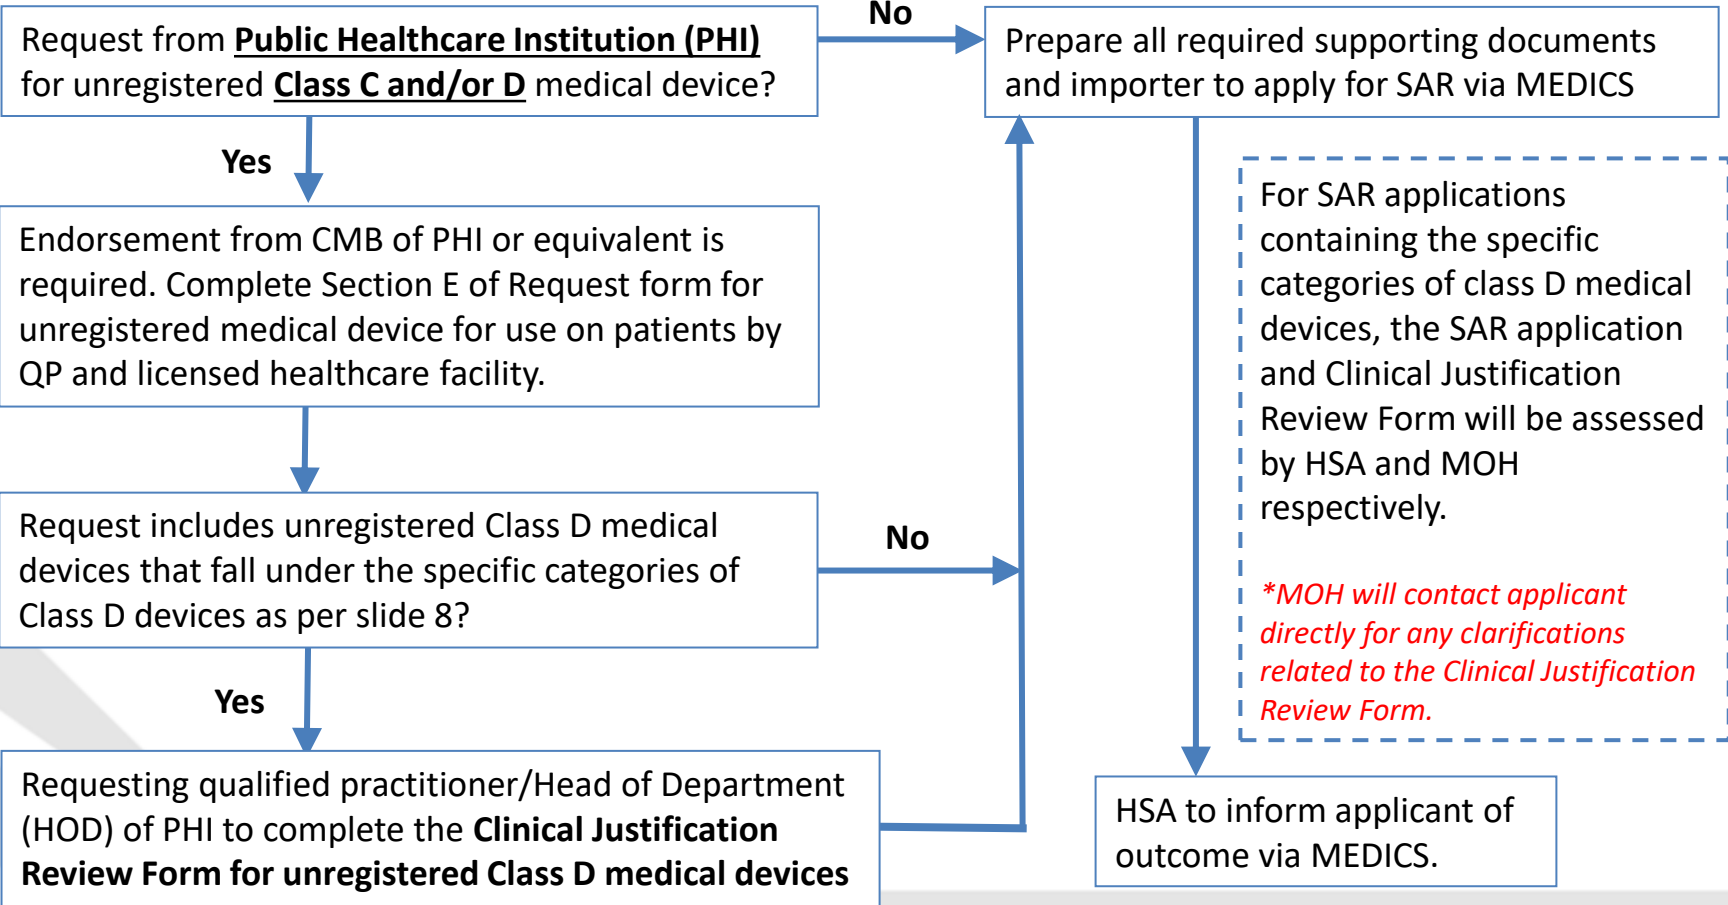 Request from Public Healthcare Institution (PHI)
for unregistered Class C and/or D medical device?
No
Prepare all required supporting documents
and importer to apply for SAR via MEDICS
Yes
Endorsement from CMB of PHI or equivalent is
required. Complete Section E of Request form for
unregistered medical device for use on patients by
QP and licensed healthcare facility.
Request includes unregistered Class D medical
devices that fall under the specific categories of
Class D devices as per slide 8?
No
Yes
Requesting qualified practitioner/Head of Department
(HOD) of PHI to complete the Clinical Justification
Review Form for unregistered Class D medical devices
For SAR applications
containing the specific
categories of class D medical
devices, the SAR application
and Clinical Justification
Review Form will be assessed
by HSA and MOH
respectively.
*MOH will contact applicant
directly for any clarifications
related to the Clinical Justification
Review Form.
HSA to inform applicant of
outcome via MEDICS.